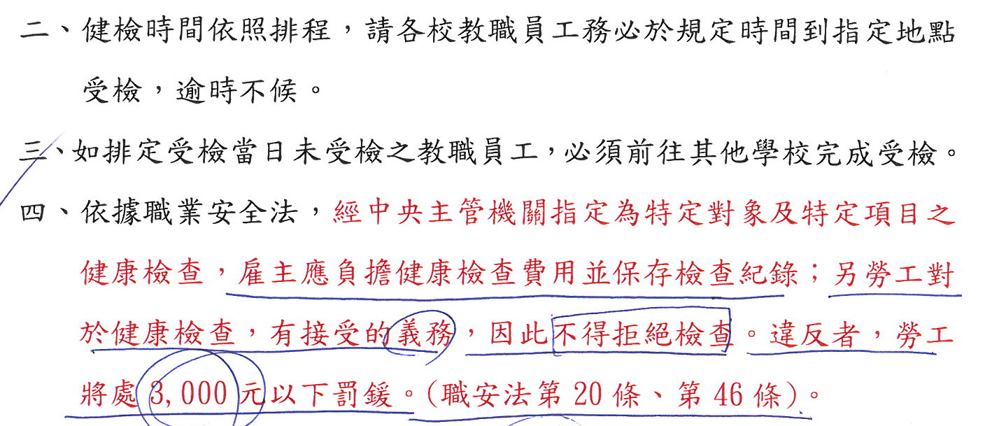 二、健檢時間依照排程，請各校教職員工務必於規定時間到指定地點
受檢，逾時不候。
三、如排定受檢當日未受檢之教職員工，必須前往其他學校完成受檢。
四、依據職業安全法，經中央主管機關指定為特定對象及特定項目之
健康檢查，雇主應負擔健康檢查費用並保存檢查紀錄；另勞工對
於健康檢查，有接受的義務，因此不得拒絕檢查。違反者，勞工
將處 3,000 元以下罰鍰。(職安法第 20 條、第 46 條)。